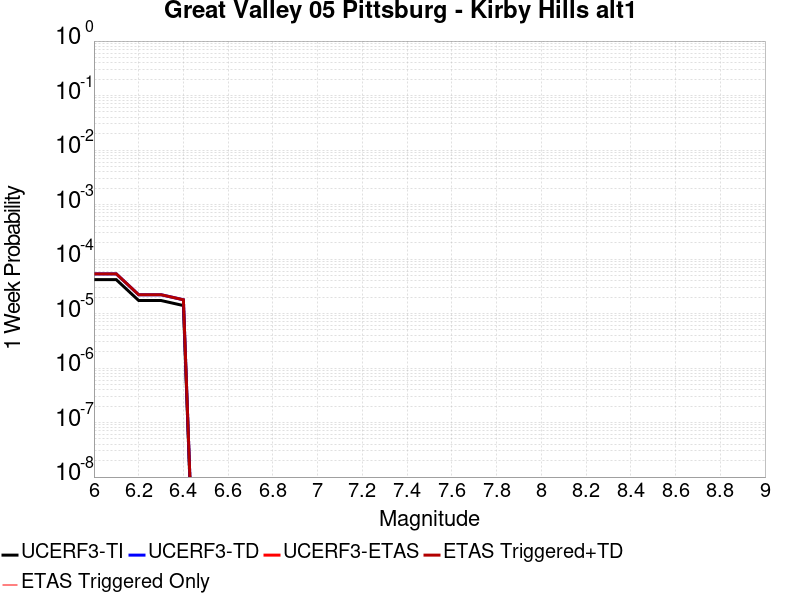 Great Valley 05 Pittsburg - Kirby Hills alt1
10^0
10^-1
10^-2
10^-3
10^-4
10^-5
10^-6
10^-7
10^-8
1 Week Probability
6 6.2 6.4 6.6 6.8 7 7.2 7.4 7.6 7.8 8 8.2 8.4 8.6 8.8 9
Magnitude
UCERF3-TI UCERF3-TD UCERF3-ETAS ETAS Triggered+TD
ETAS Triggered Only